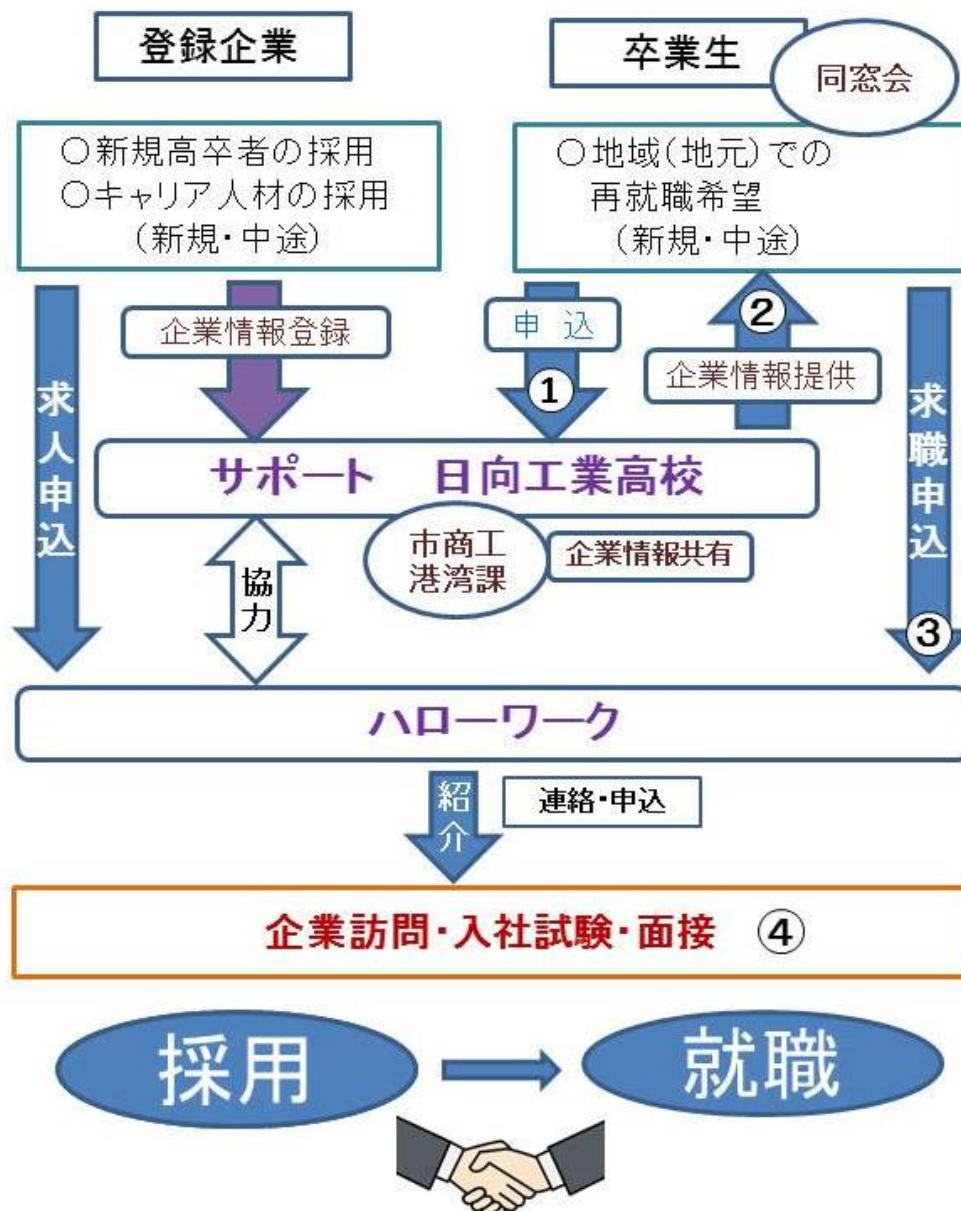 登録企業
卒業生
同窓会
○新規高卒者の採用
○キャリア人材の採用
(新規・中途)
○地域(地元)での
再就職希望
(新規・中途)
企業情報登録
申 込
①
②
企業情報提供
求人申込
求職申込
③
サポート 日向工業高校
市商工
港湾課
企業情報共有
協力
ハローワーク
紹介
連絡・申込
企業訪問・入社試験・面接 ④
採用
就職